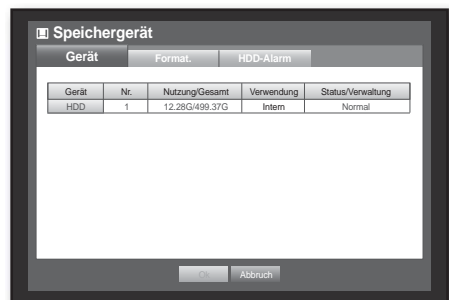 Speichergerät
Gerät Format. HDD-Alarm
Gerät Nr. Nutzung/Gesamt Verwendung Status/Verwaltung
HDD 1 12.28G/499.37G Intern Normal
Ok Abbruch